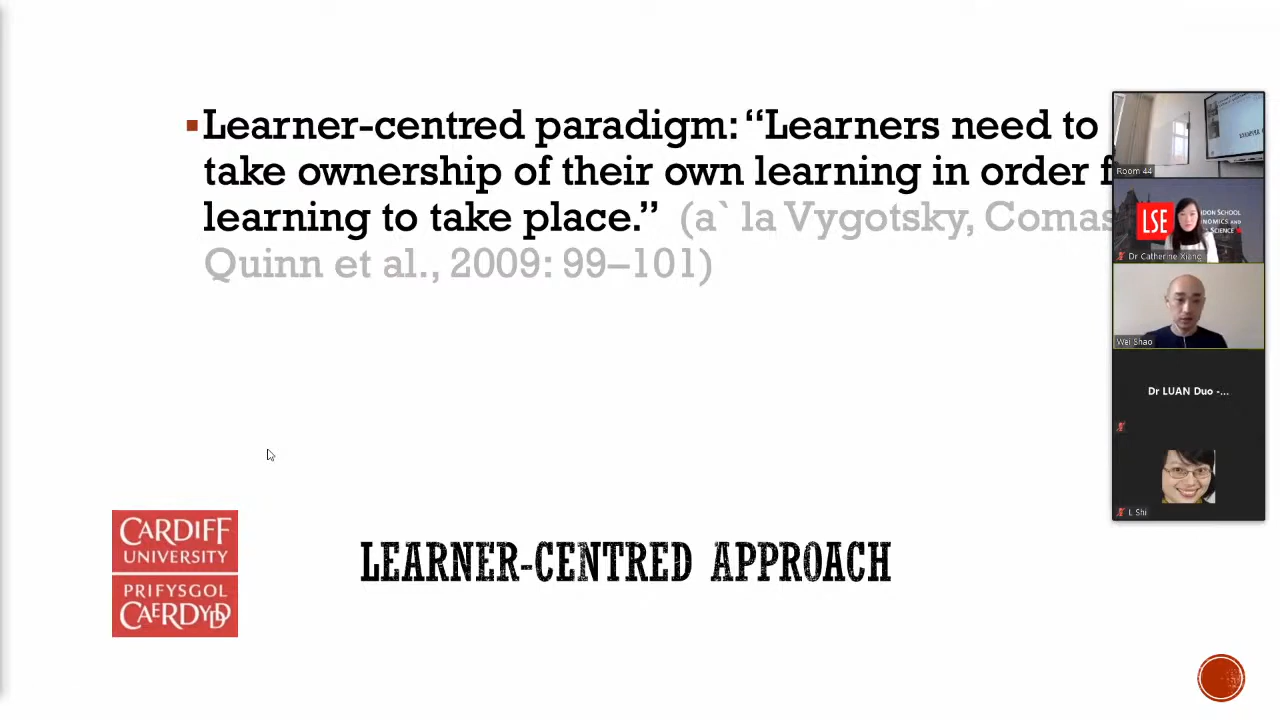 Learner-centred paradigm: “Learners need to
take ownership of their own learning in order
learning to take place.” (a` la Vygotsky, Comas
Quinn et al., 2009: 99–101)
LEARNER-CENTRED APPROACH
CARDIFF
UNIVERSITY
PRIFYSGOL
CAERDYDD
Room 44
LSE
Dr Catherine Xiang
Wei Shao
Dr LUAN Duo -...
L Shi